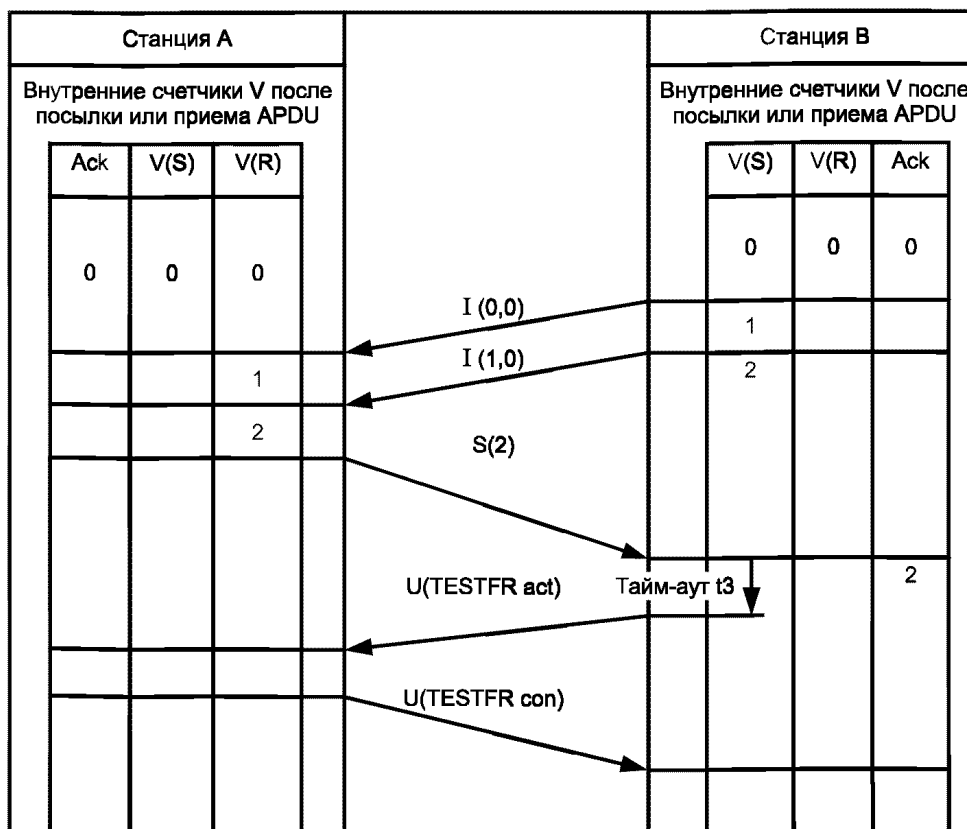 Станция A
Станция B
Внутренние счетчики V после
посылки или приема APDU
Внутренние счетчики V после
посылки или приема APDU
Ack V(S) V(R)
V(S) V(R) Ack
0 0 0
0 0 0
I (0,0)
1
I (1,0)
1
2
2
S(2)
2
U(TESTFR act)
Тайм-аут t3
U(TESTFR con)